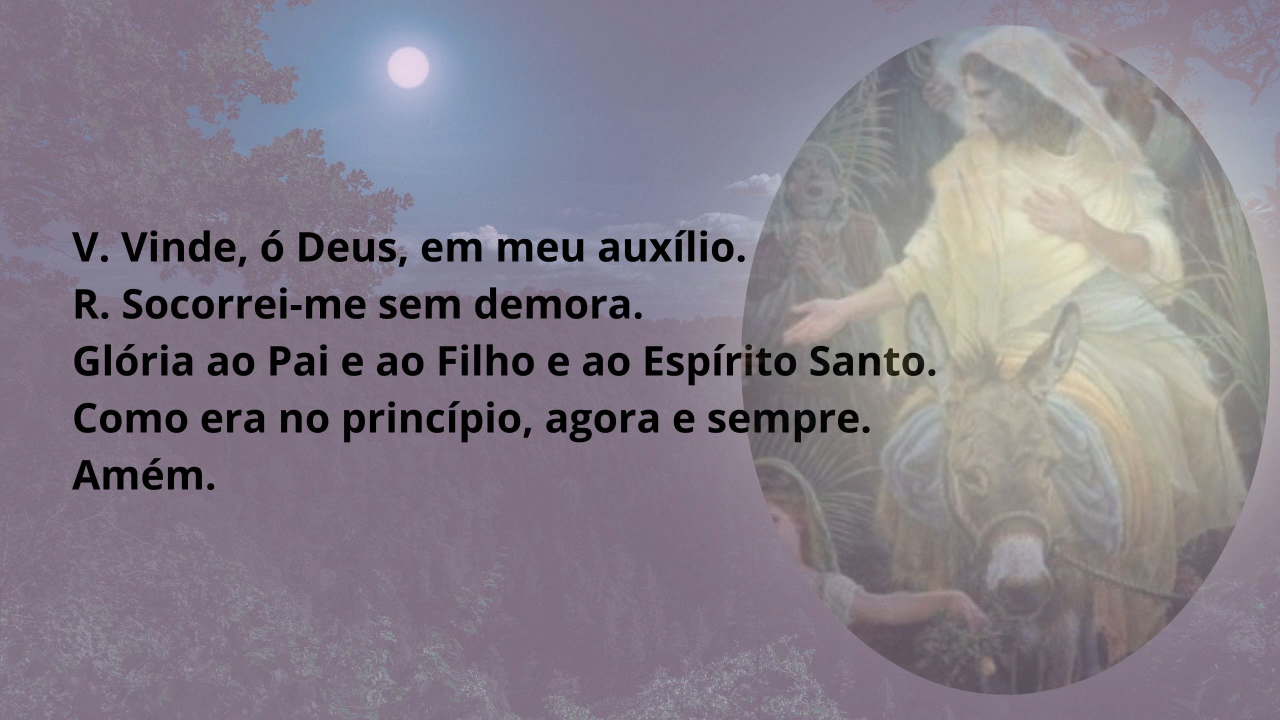 V. Vinde, ó Deus, em meu auxílio.
R. Socorrei-me sem demora.
Glória ao Pai e ao Filho e ao Espírito Santo.
Como era no princípio, agora e sempre.
Amém.